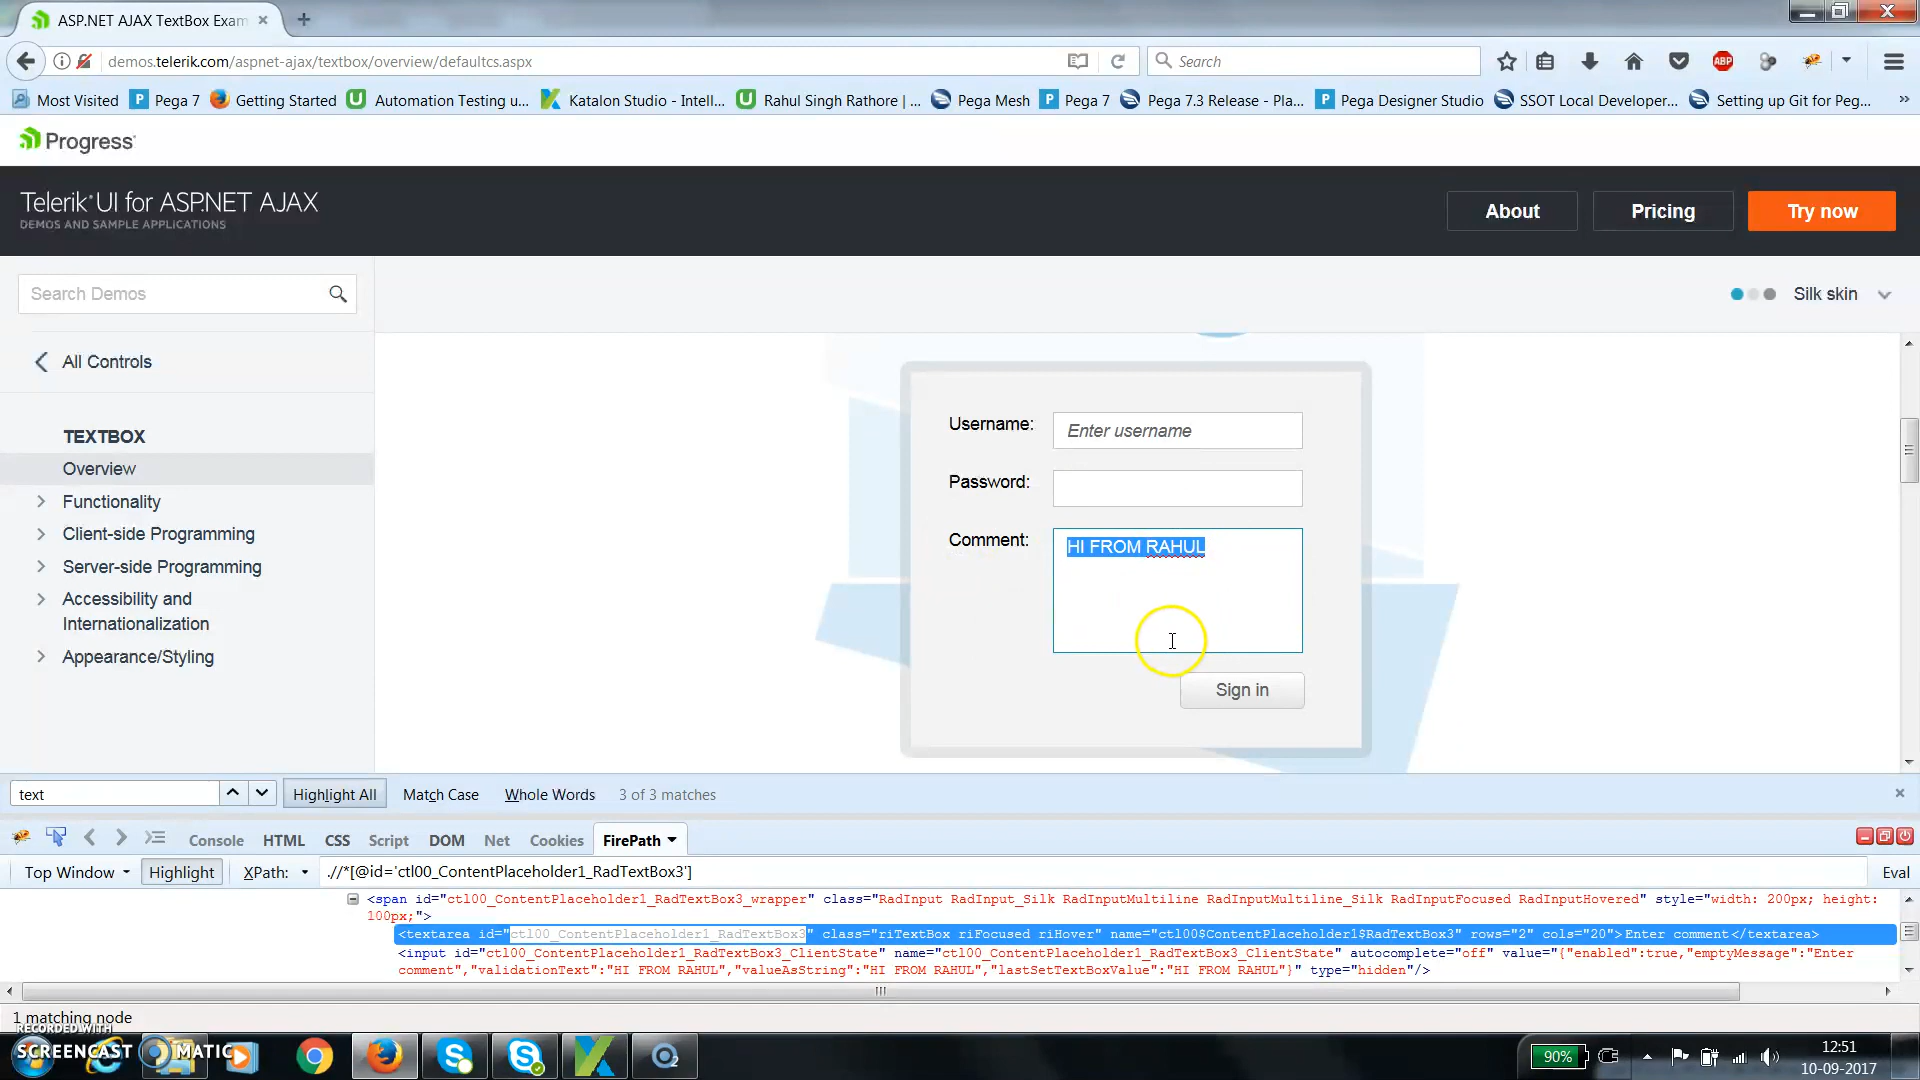 ASP.NET AJAX TextBox Exam
demos.telerik.com/aspnet-ajax/textbox/overview/defaultcs.aspx
Search
ABP
Most Visited
Pega 7
Getting Started
Automation Testing u...
Katalon Studio - Intell...
Rahul Singh Rathore | ...
Pega Mesh
Pega 7
Pega 7.3 Release - Pla...
Pega Designer Studio
SSOT Local Developer...
Setting up Git for Peg...
Progress
Telerik UI for ASP.NET AJAX
DEMOS AND SAMPLE APPLICATIONS
About
Pricing
Try now
Search Demos
Silk skin
All Controls
TEXTBOX
Overview
Functionality
Client-side Programming
Server-side Programming
Accessibility and
Internationalization
Appearance/Styling
Username:
Enter username
Password:
Comment:
HI FROM RAHUL
Sign in
text
Highlight All
Match Case
Whole Words
3 of 3 matches
Console
HTML
CSS
Script
DOM
Net
Cookies
FirePath
Top Window
Highlight
XPath:
.//*[@id='ctl00_ContentPlaceholder1_RadTextBox3']
Eval
<span id="ctl00_ContentPlaceholder1_RadTextBox3_wrapper" class="RadInput RadInput_Silk RadInputMultiline RadInputMultiline_Silk RadInputFocused RadInputHovered" style="width: 200px; height:
100px;">
<textarea id="ctl00_ContentPlaceholder1_RadTextBox3" class="riTextBox riFocused riHover" name="ctl00$ContentPlaceholder1$RadTextBox3" rows="2" cols="20">Enter comment</textarea>
<input id="ctl00_ContentPlaceholder1_RadTextBox3_ClientState" name="ctl00_ContentPlaceholder1_RadTextBox3_ClientState" autocomplete="off" value="{"enabled":true,"emptyMessage":"Enter
comment","validationText":"HI FROM RAHUL","valueAsString":"HI FROM RAHUL","lastSetTextBoxValue":"HI FROM RAHUL"}" type="hidden"/>
1 matching node
RECORDED WITH
SCREENCAST MATIC
90%
12:51
10-09-2017